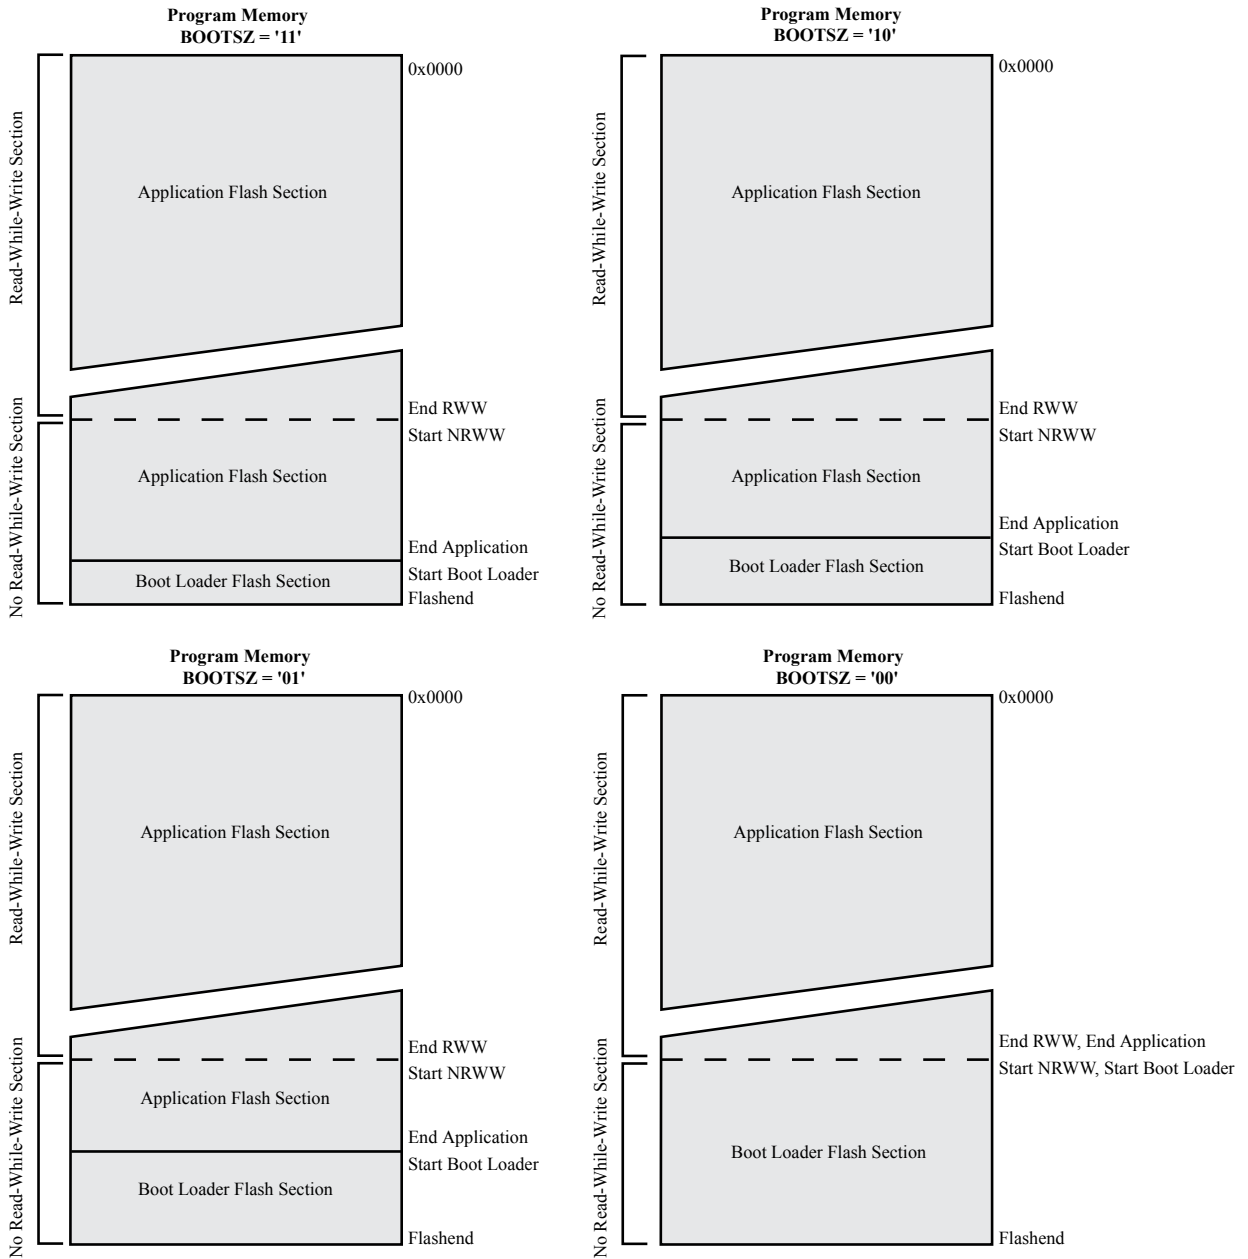 Program Memory
BOOTSZ = '11'
0x0000
Read-While-Write Section
Application Flash Section
End RWW
Start NRWW
No Read-While-Write Section
Application Flash Section
End Application
Start Boot Loader
Boot Loader Flash Section
Flashend
Program Memory
BOOTSZ = '10'
0x0000
Read-While-Write Section
Application Flash Section
End RWW
Start NRWW
No Read-While-Write Section
Application Flash Section
End Application
Start Boot Loader
Boot Loader Flash Section
Flashend
Program Memory
BOOTSZ = '01'
0x0000
Read-While-Write Section
Application Flash Section
End RWW
Start NRWW
No Read-While-Write Section
Application Flash Section
End Application
Start Boot Loader
Boot Loader Flash Section
Flashend
Program Memory
BOOTSZ = '00'
0x0000
Read-While-Write Section
Application Flash Section
End RWW, End Application
Start NRWW, Start Boot Loader
No Read-While-Write Section
Boot Loader Flash Section
Flashend